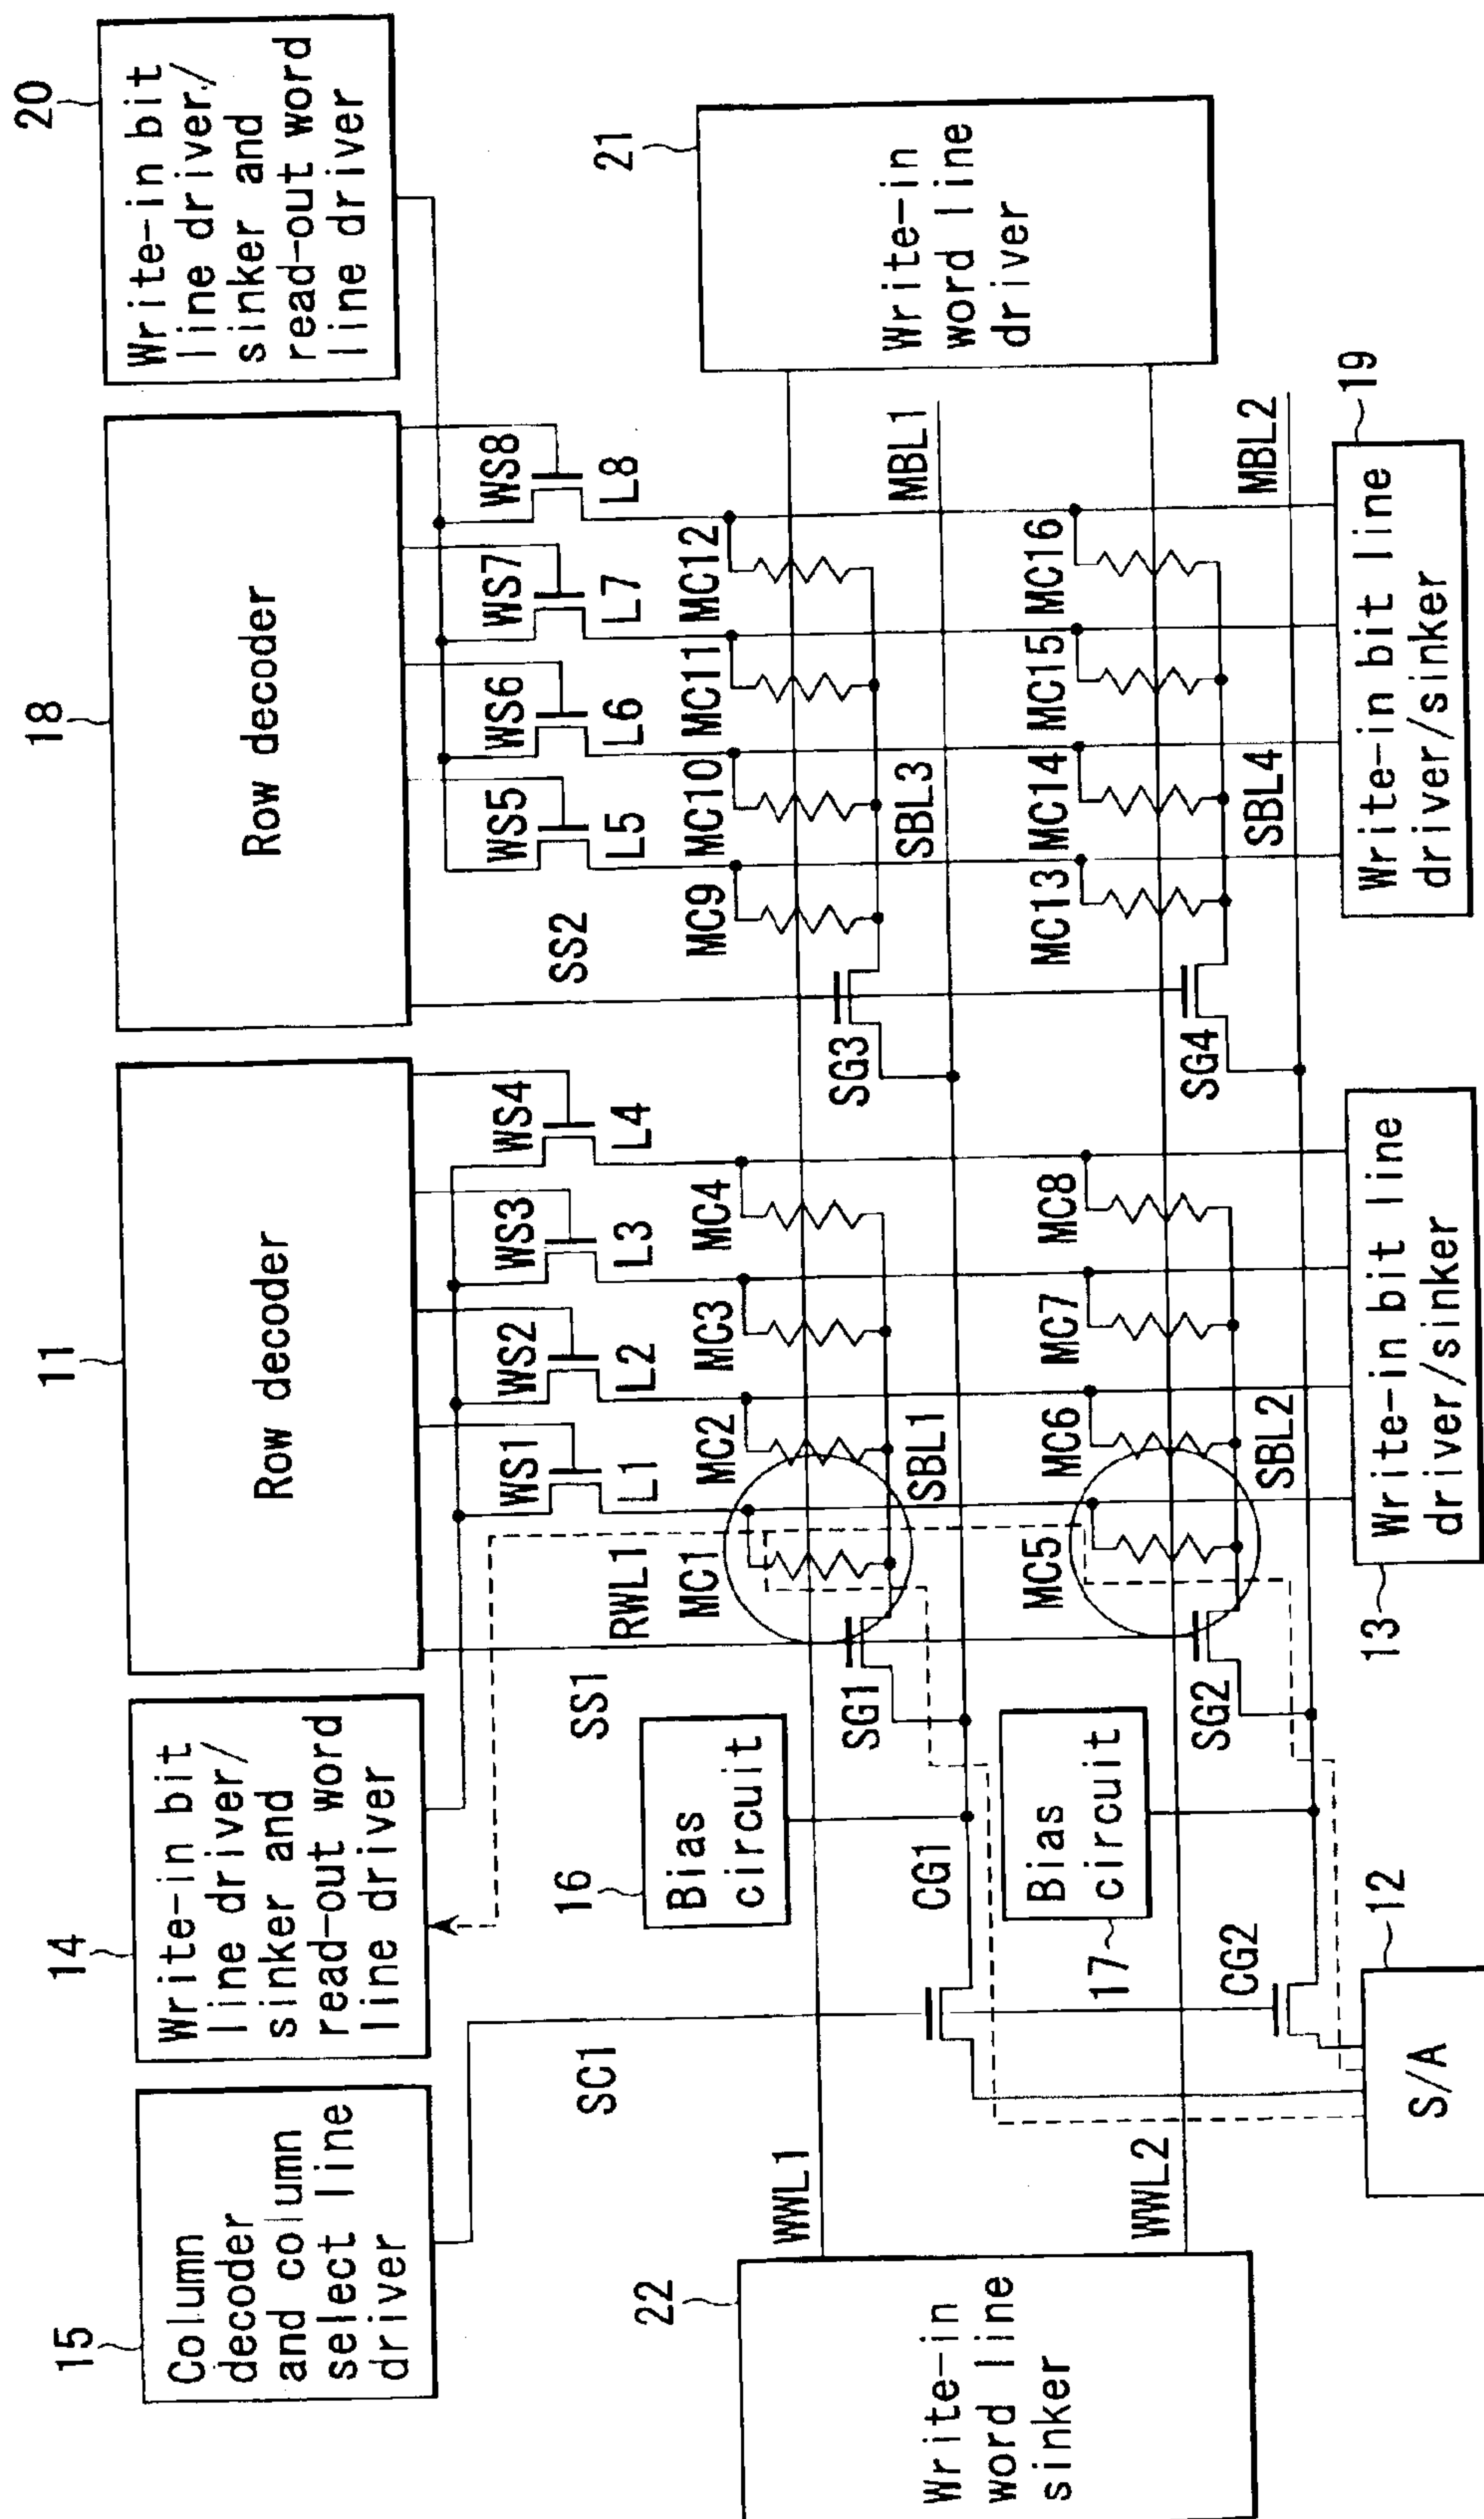 15
Column
decoder
and column
select line
driver
14
Write-in bit
line driver/
sinker and
read-out word
line driver
11
Row decoder
18
Row decoder
20
Write-in bit
line driver/
sinker and
read-out word
line driver
SC1
SS1
RWL1
WS1
WS2
WS3
WS4
SS2
WS5
WS6
WS7
WS8
L1
L2
L3
L4
L5
L6
L7
L8
22
Write-in
word line
sinker
WWL1
16
Bias
circuit
MC1
MC2
MC3
MC4
MC9
MC10
MC11
MC12
21
Write-in
word line
driver
CG1
SG1
SBL1
SG3
SBL3
MBL1
WWL2
17
Bias
circuit
MC5
MC6
MC7
MC8
MC13
MC14
MC15
MC16
CG2
SG2
SBL2
SG4
SBL4
MBL2
12
S/A
13
Write-in bit line
driver/sinker
19
Write-in bit line
driver/sinker